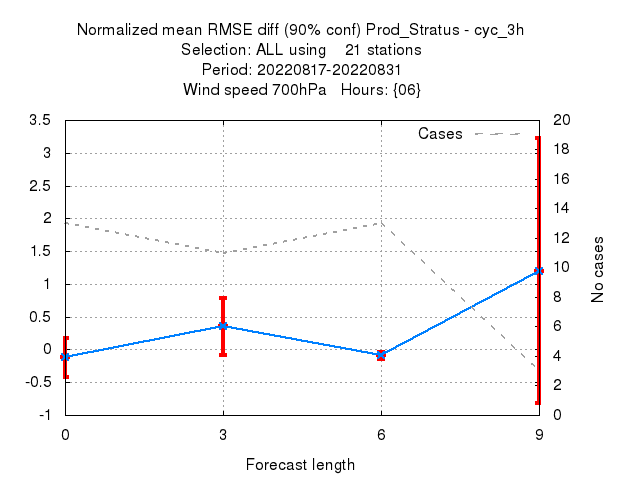 Normalized mean RMSE diff (90% conf) Prod_Stratus - cyc_3h
Selection: ALL using    21 stations
Period: 20220817-20220831
Wind speed 700hPa   Hours: {06}
Cases
3.5
3
2.5
2
1.5
1
0.5
0
-0.5
-1
20
18
16
14
12
10
8
6
4
2
0
No cases
0 3 6 9
Forecast length